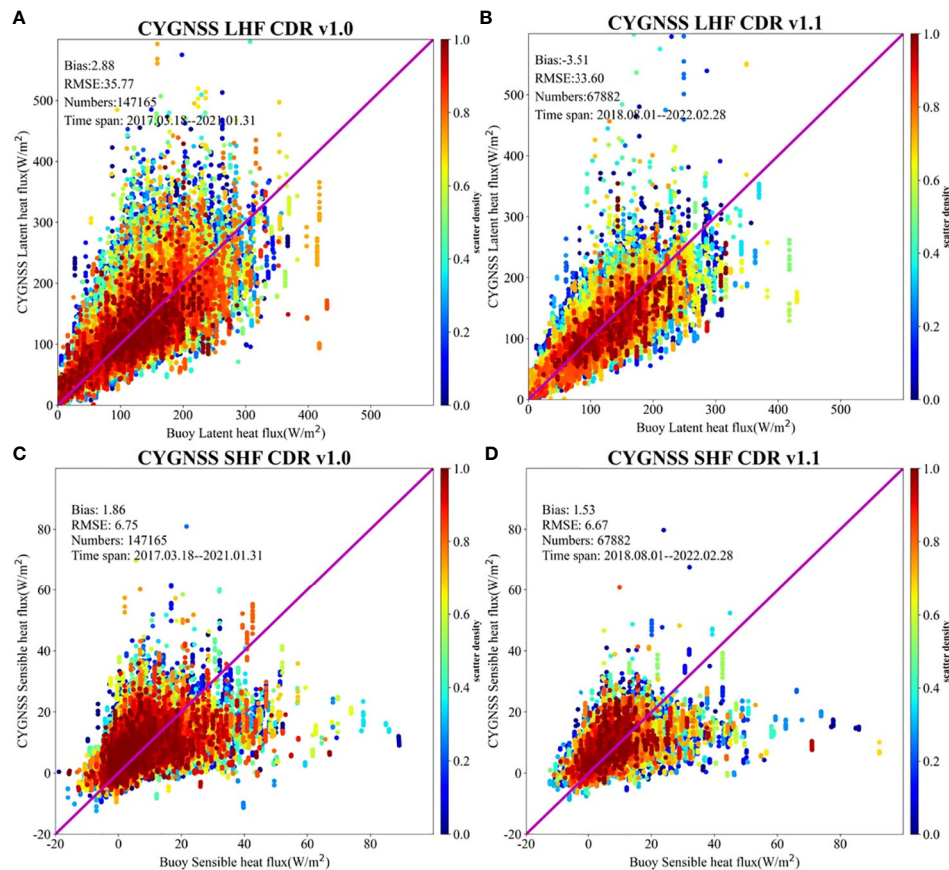 A
CYGNSS LHF CDR v1.0
Bias:2.88
RMSE:35.77
Numbers:147165
Time span: 2017.03.18--2021.01.31
CYGNSS Latent heat flux(W/m²)
500
400
300
200
100
0
0 100 200 300 400 500
Buoy Latent heat flux(W/m²)
1.0
0.8
0.6
0.4
0.2
0.0
scatter density
B
CYGNSS LHF CDR v1.1
Bias:-3.51
RMSE:33.60
Numbers:67882
Time span: 2018.08.01--2022.02.28
CYGNSS Latent heat flux(W/m²)
500
400
300
200
100
0
0 100 200 300 400 500
Buoy Latent heat flux(W/m²)
1.0
0.8
0.6
0.4
0.2
0.0
scatter density
C
CYGNSS SHF CDR v1.0
Bias: 1.86
RMSE: 6.75
Numbers: 147165
Time span: 2017.03.18--2021.01.31
CYGNSS Sensible heat flux(W/m²)
80
60
40
20
0
-20
0 20 40 60 80
Buoy Sensible heat flux(W/m²)
1.0
0.8
0.6
0.4
0.2
0.0
scatter density
D
CYGNSS SHF CDR v1.1
Bias: 1.53
RMSE: 6.67
Numbers: 67882
Time span: 2018.08.01--2022.02.28
CYGNSS Sensible heat flux(W/m²)
80
60
40
20
0
-20
-20 0 20 40 60 80
Buoy Sensible heat flux(W/m²)
1.0
0.8
0.6
0.4
0.2
0.0
scatter density